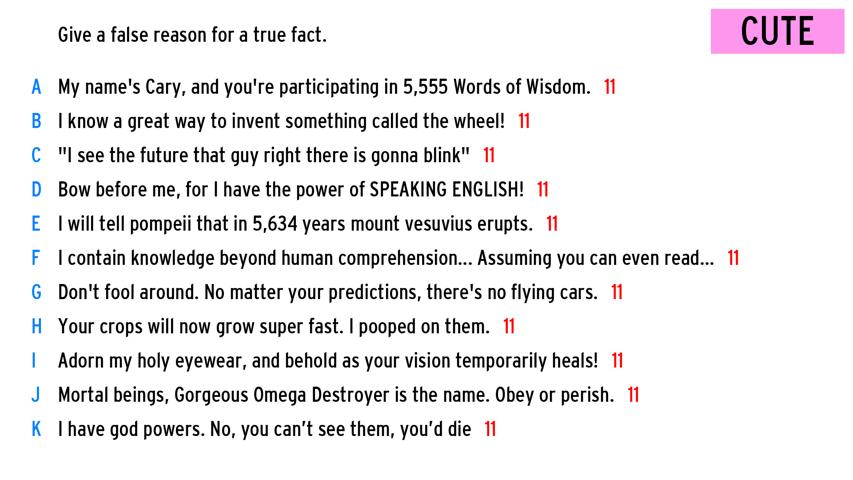 Give a false reason for a true fact.
CUTE
A My name's Cary, and you're participating in 5,555 Words of Wisdom. 11
B I know a great way to invent something called the wheel! 11
C "I see the future that guy right there is gonna blink" 11
D Bow before me, for I have the power of SPEAKING ENGLISH! 11
E I will tell pompeii that in 5,634 years mount vesuvius erupts. 11
F I contain knowledge beyond human comprehension... Assuming you can even read... 11
G Don't fool around. No matter your predictions, there's no flying cars. 11
H Your crops will now grow super fast. I pooped on them. 11
I Adorn my holy eyewear, and behold as your vision temporarily heals! 11
J Mortal beings, Gorgeous Omega Destroyer is the name. Obey or perish. 11
K I have god powers. No, you can’t see them, you’d die 11